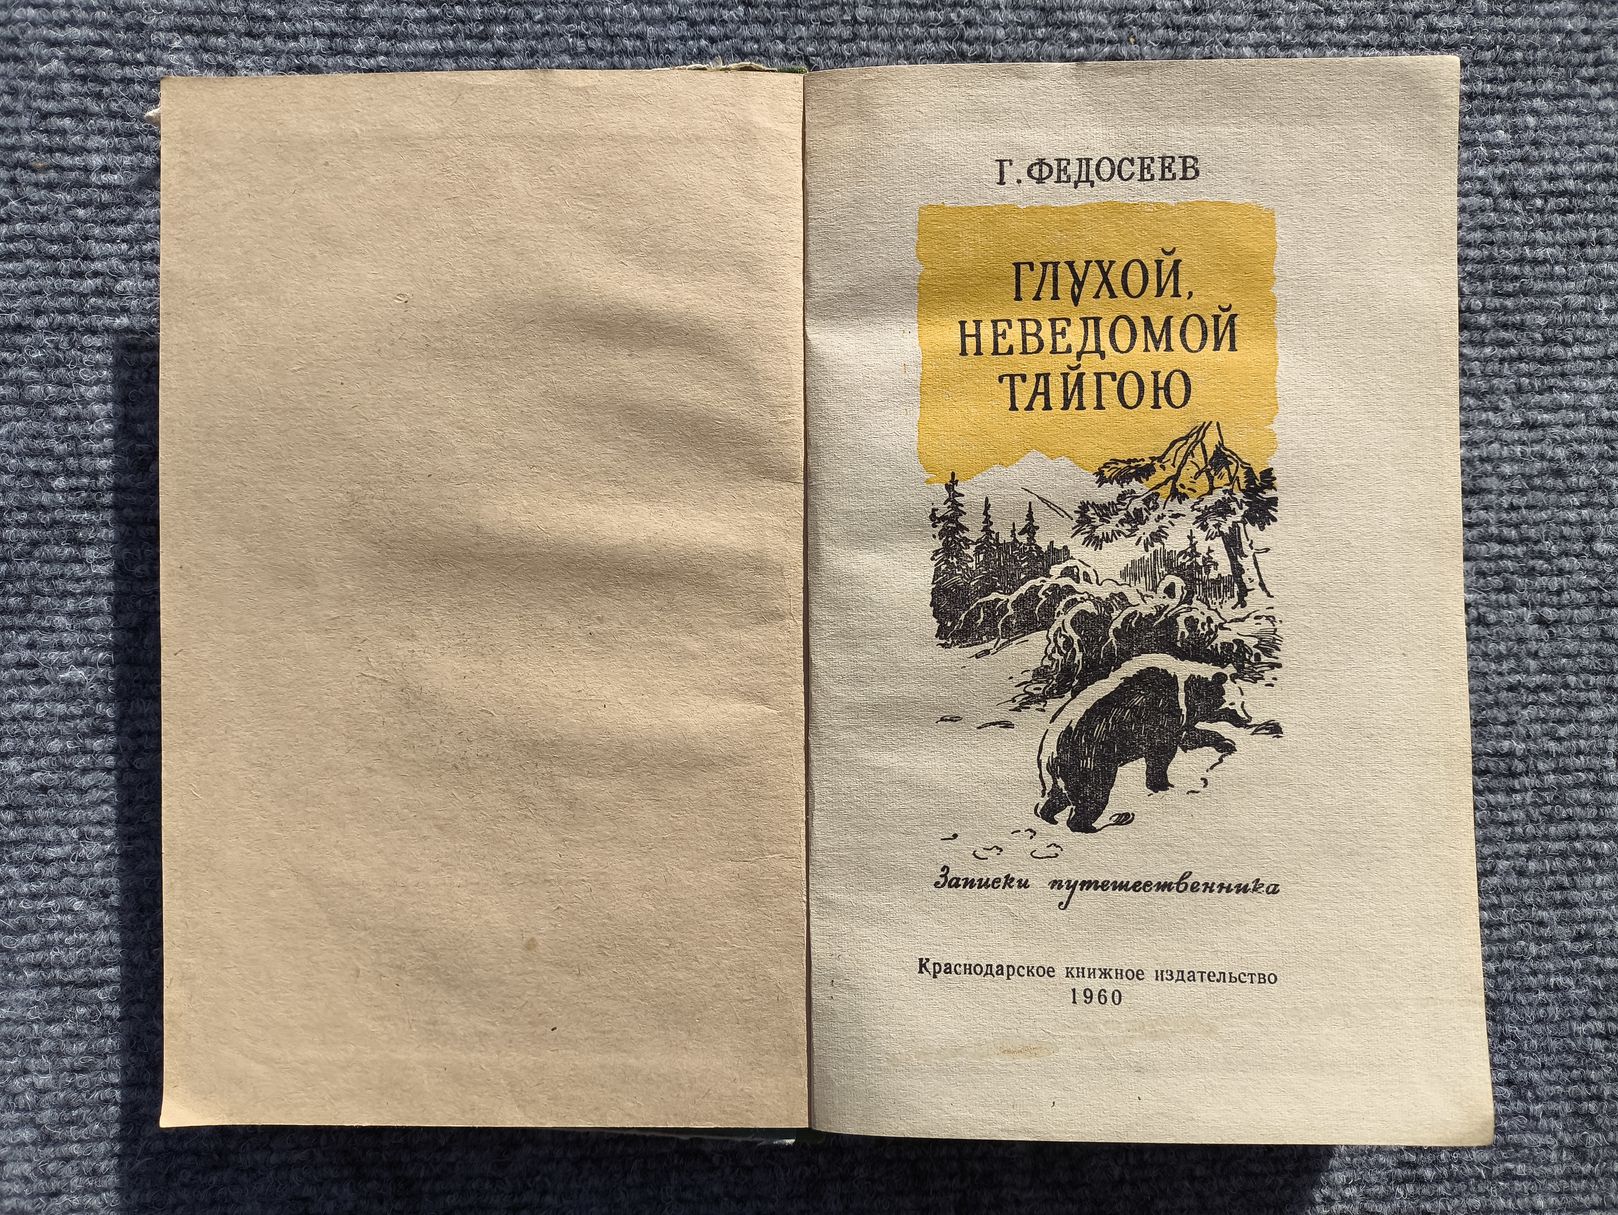 Г. ФЕДОСЕЕВ
ГЛУХОЙ,
НЕВЕДОМОЙ
ТАЙГОЮ
Записки путешественника
Краснодарское книжное издательство
1960